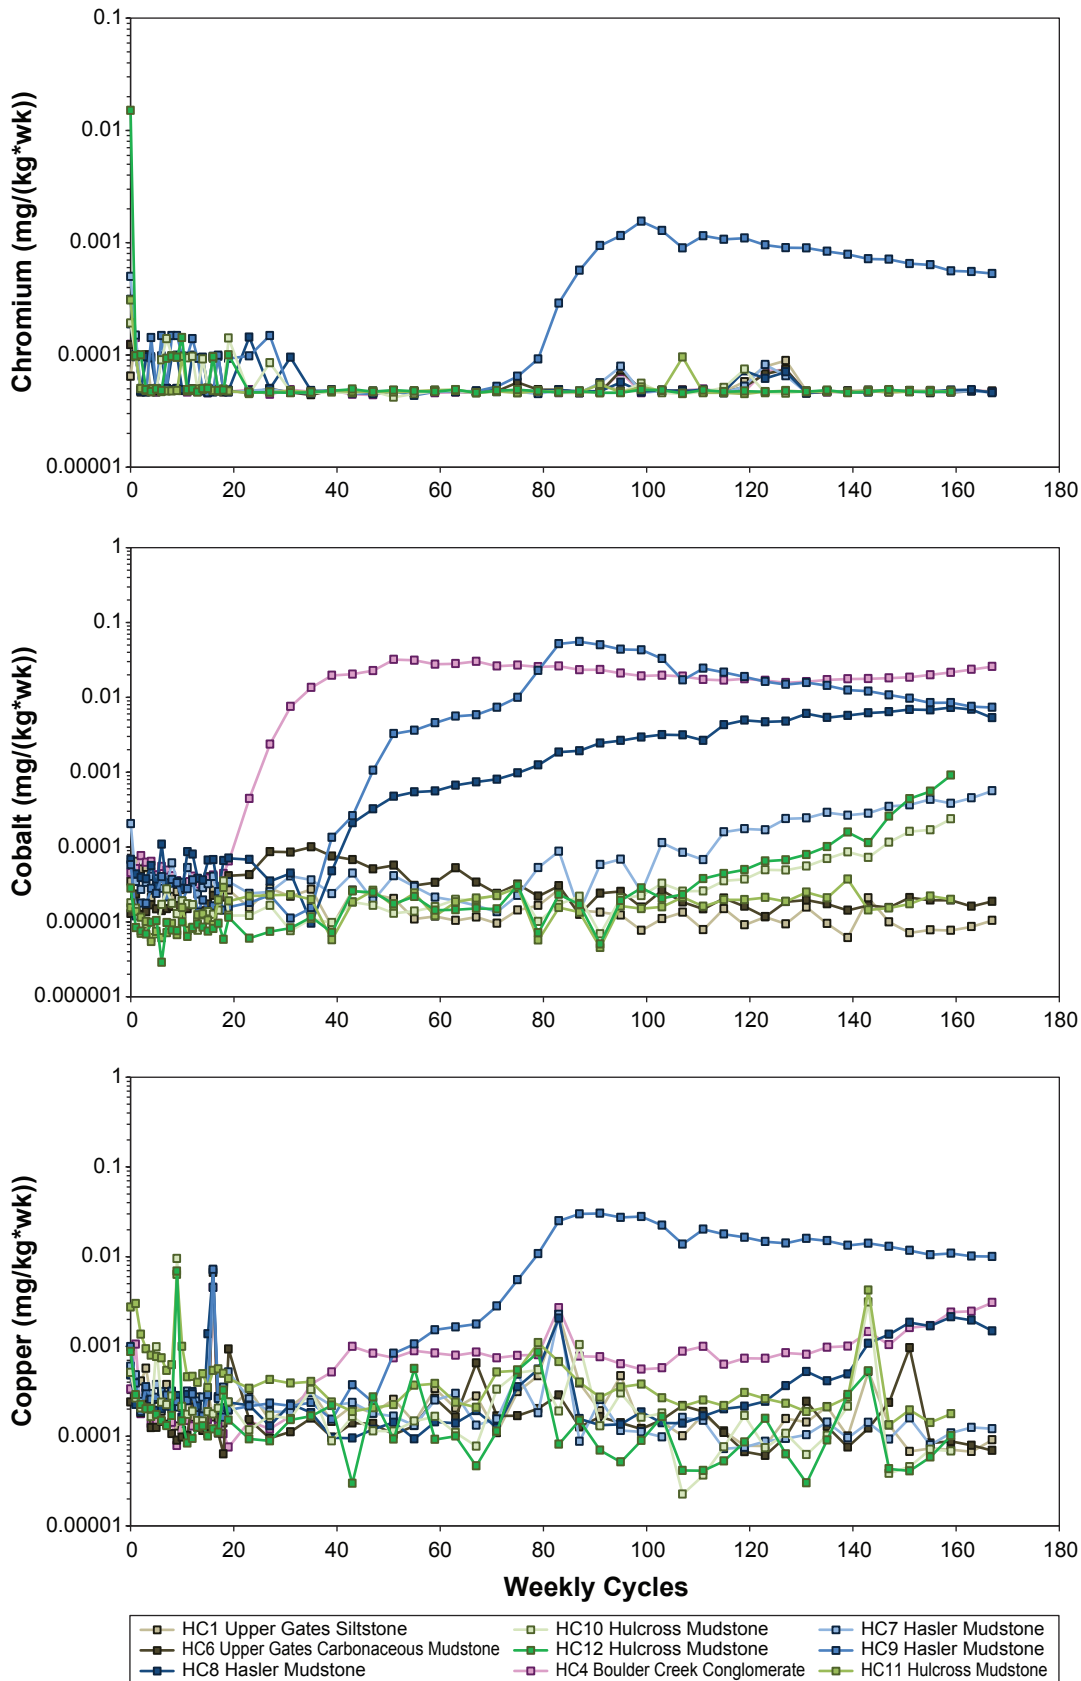 Chromium (mg/(kg*wk))
0.1
0.01
0.001
0.0001
0.00001
0 20 40 60 80 100 120 140 160 180
Cobalt (mg/(kg*wk))
1
0.1
0.01
0.001
0.0001
0.00001
0.000001
0 20 40 60 80 100 120 140 160 180
Copper (mg/kg*wk))
1
0.1
0.01
0.001
0.0001
0.00001
0 20 40 60 80 100 120 140 160 180
Weekly Cycles
HC1 Upper Gates Siltstone HC10 Hulcross Mudstone HC7 Hasler Mudstone
HC6 Upper Gates Carbonaceous Mudstone HC12 Hulcross Mudstone HC9 Hasler Mudstone
HC8 Hasler Mudstone HC4 Boulder Creek Conglomerate HC11 Hulcross Mudstone